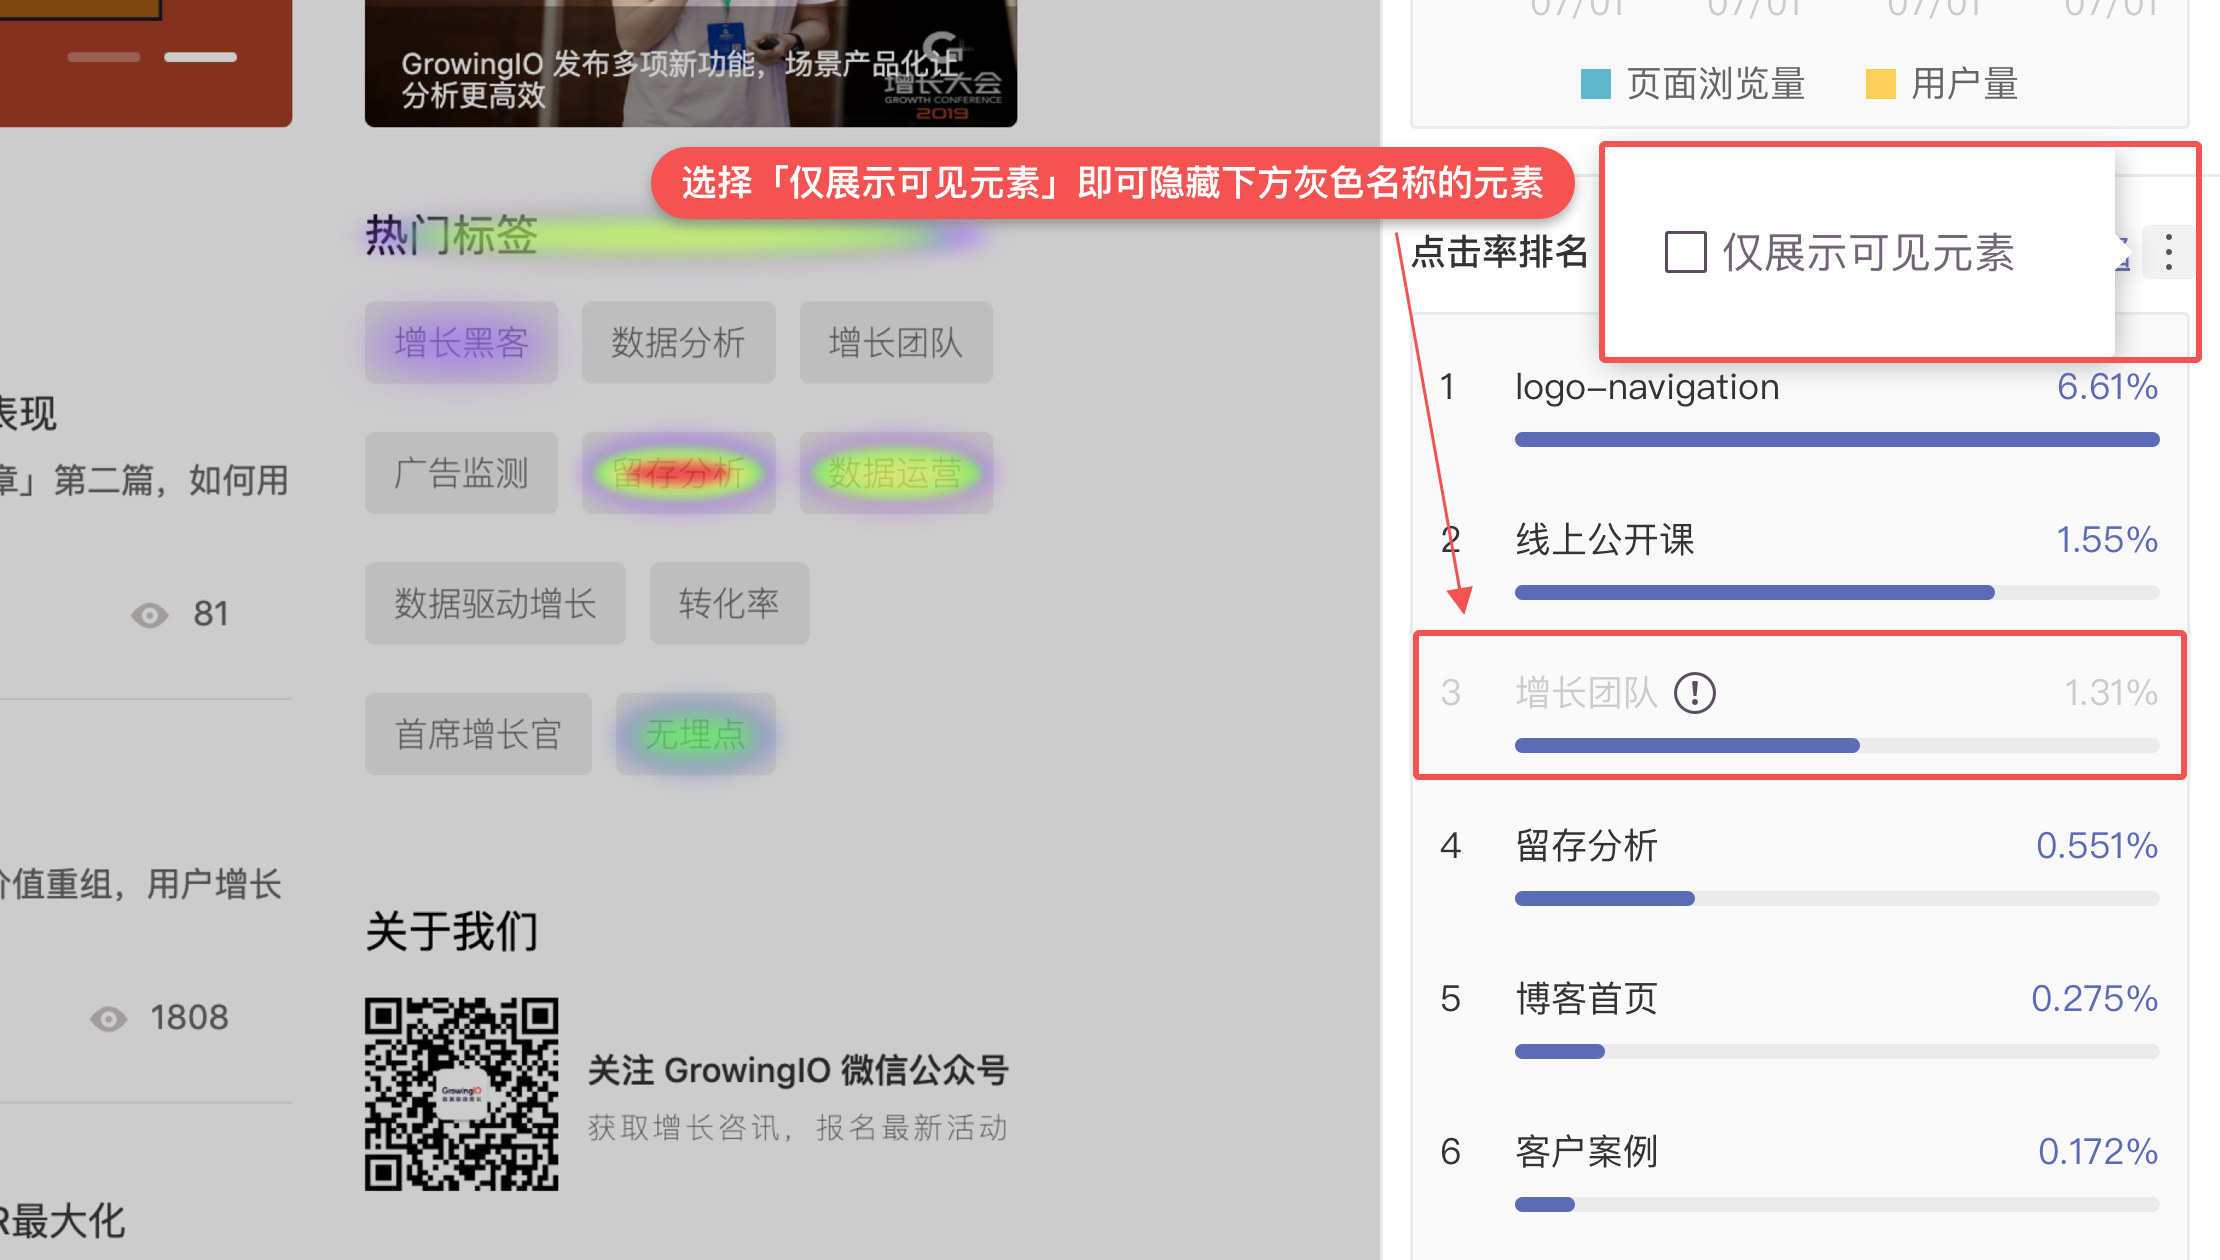 GrowingIO 发布多项新功能，场景产品化让
分析更高效
增长大会
GROWTH CONFERENCE
2019
热门标签
增长黑客
数据分析
增长团队
广告监测
留存分析
数据运营
数据驱动增长
转化率
首席增长官
无埋点
表现
章」第二篇，如何用
81
价值重组，用户增长
1808
R最大化
关于我们
GrowingIO
关注 GrowingIO 微信公众号
获取增长咨讯，报名最新活动
选择「仅展示可见元素」即可隐藏下方灰色名称的元素
07/01 07/01 07/01 07/01
页面浏览量 用户量
点击率排名
仅展示可见元素
1 logo-navigation 6.61%
2 线上公开课 1.55%
3 增长团队 1.31%
4 留存分析 0.551%
5 博客首页 0.275%
6 客户案例 0.172%